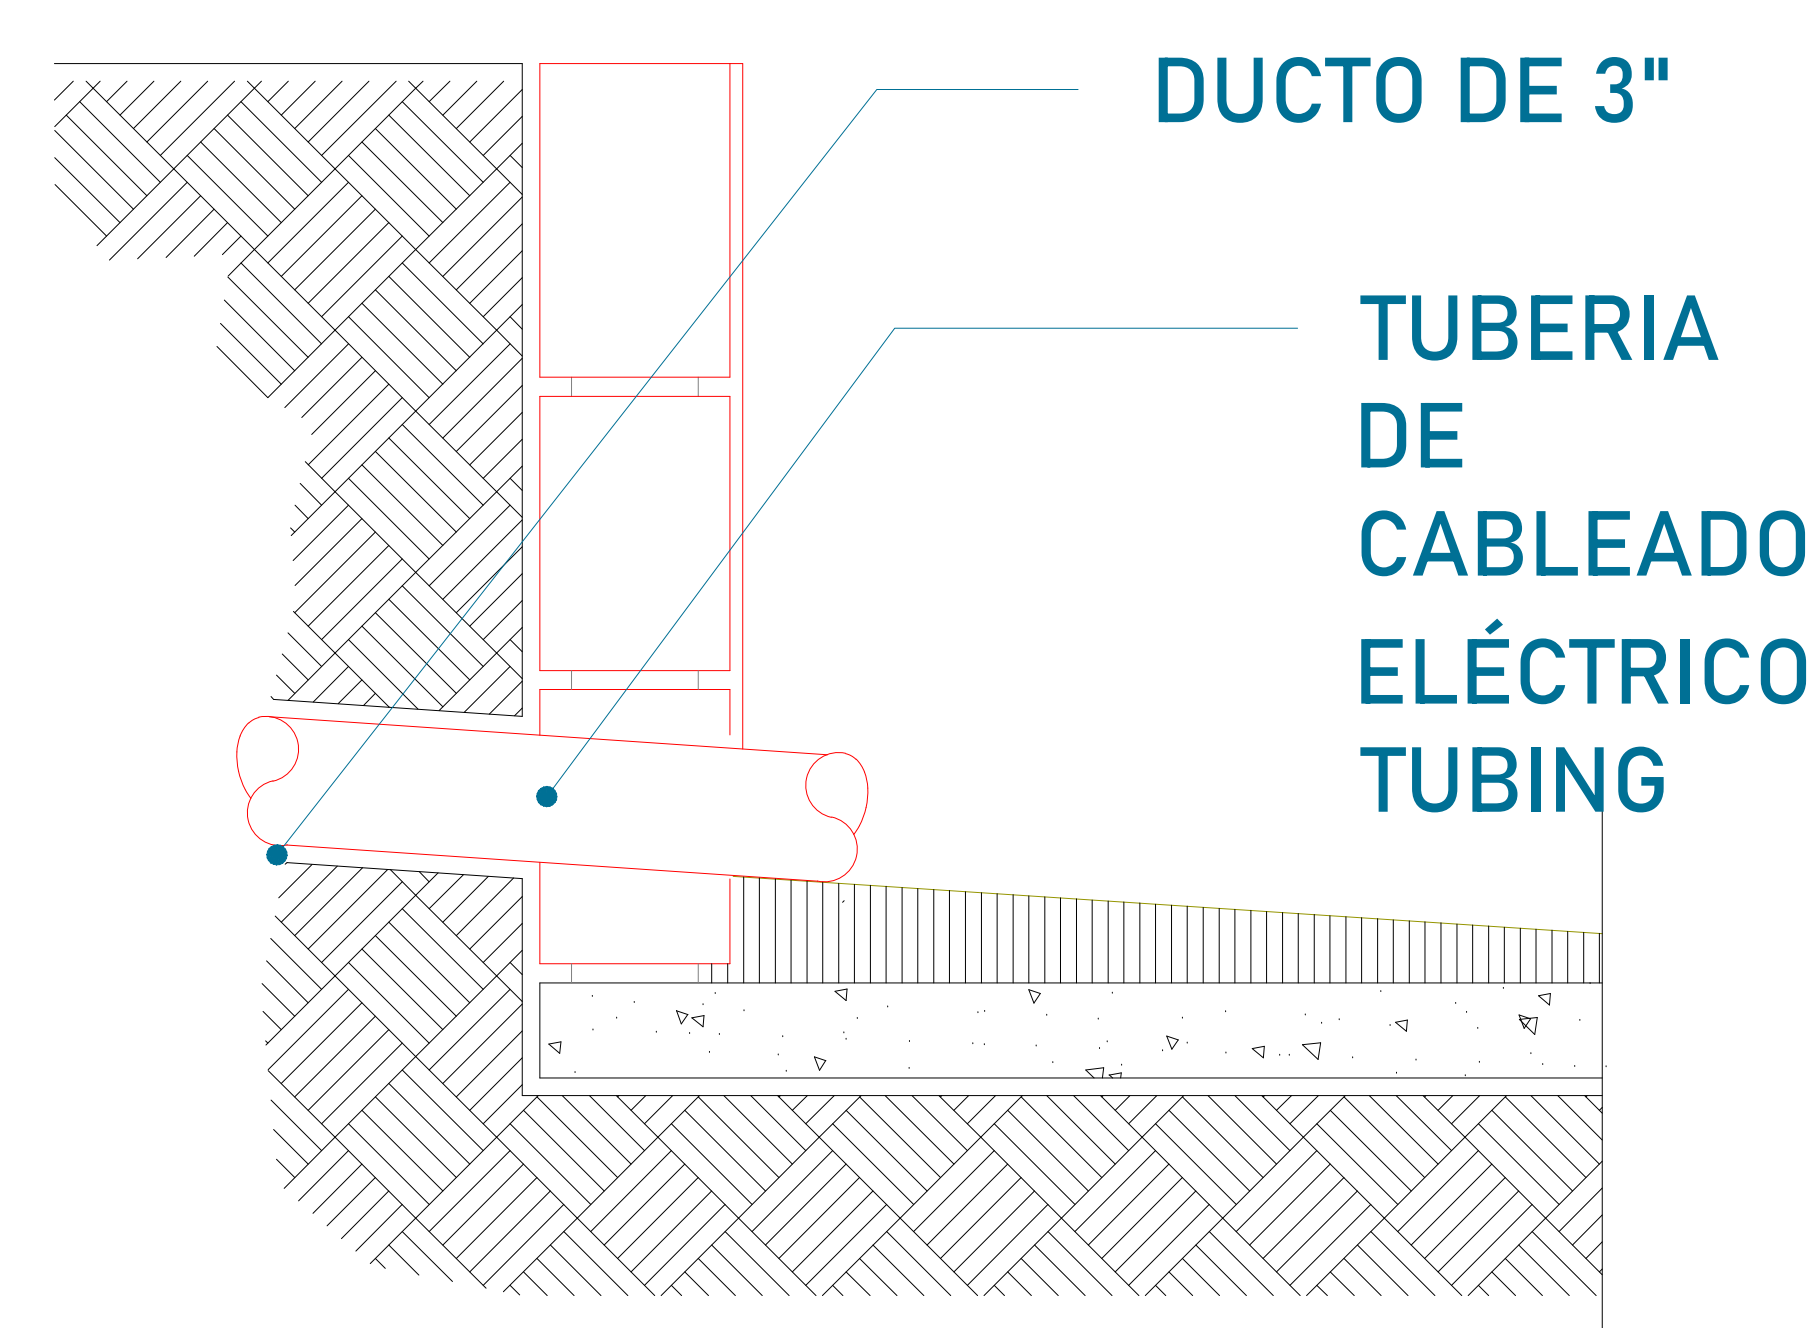 DUCTO DE 3"
TUBERIA
DE
CABLEADO
ELÉCTRICO
TUBING